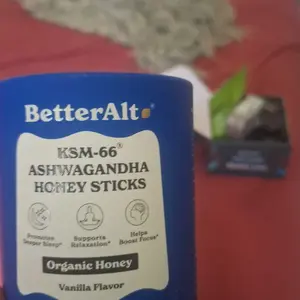 BetterAlt
KSM-66®
ASHWAGANDHA
HONEY STICKS
Promotes
Deeper Sleep*
Supports
Relaxation*
Helps
Boost Focus*
Organic Honey
Vanilla Flavor